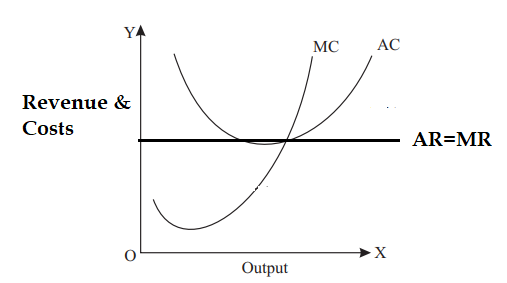 Y
MC
AC
Revenue &
Costs
AR=MR
O
X
Output